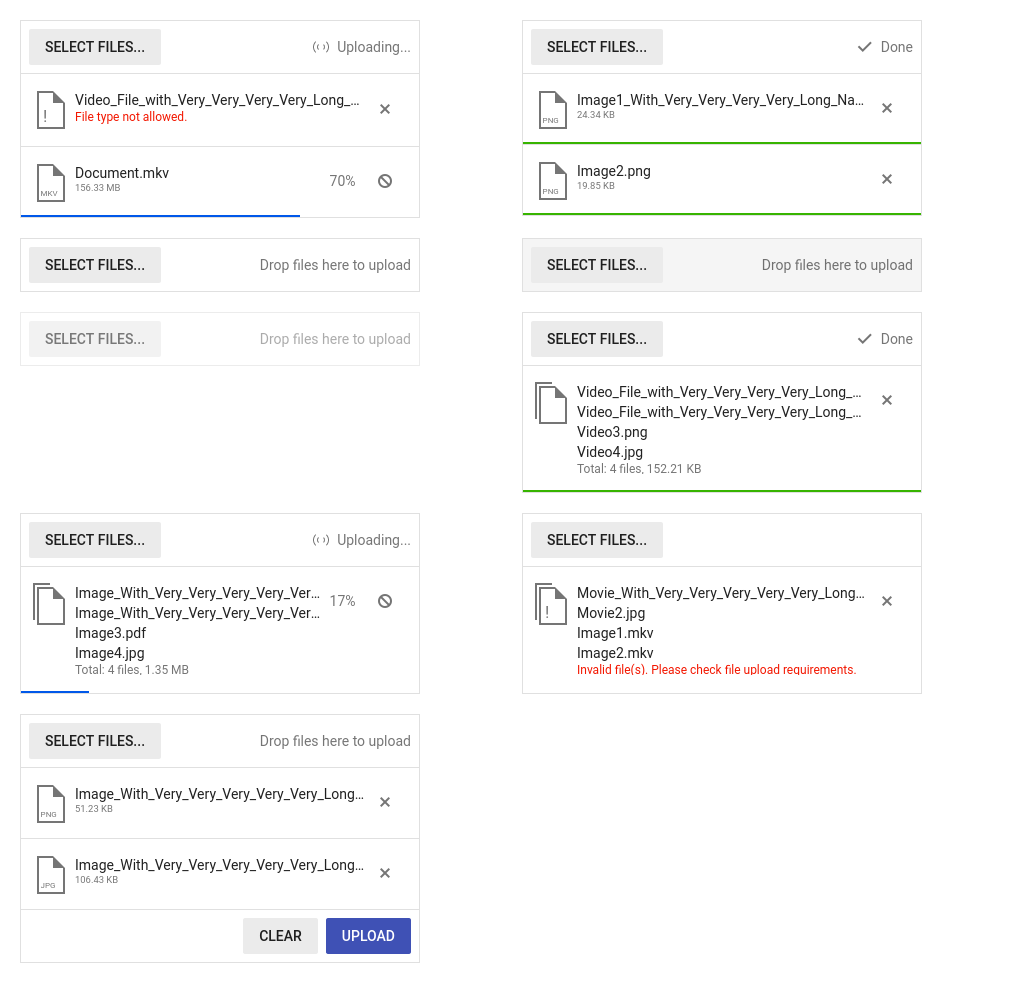 SELECT FILES...
Uploading...
!
Video_File_with_Very_Very_Very_Very_Long_...
File type not allowed.
MKV
Document.mkv
156.33 MB
70%
SELECT FILES...
Done
PNG
Image1_With_Very_Very_Very_Very_Long_Na...
24.34 KB
PNG
Image2.png
19.85 KB
SELECT FILES...
Drop files here to upload
SELECT FILES...
Drop files here to upload
SELECT FILES...
Drop files here to upload
SELECT FILES...
Done
Video_File_with_Very_Very_Very_Very_Long_...
Video_File_with_Very_Very_Very_Very_Long_...
Video3.png
Video4.jpg
Total: 4 files, 152.21 KB
SELECT FILES...
Uploading...
Image_With_Very_Very_Very_Very_Ver...
17%
Image_With_Very_Very_Very_Very_Ver...
Image3.pdf
Image4.jpg
Total: 4 files, 1.35 MB
SELECT FILES...
!
Movie_With_Very_Very_Very_Very_Very_Long...
Movie2.jpg
Image1.mkv
Image2.mkv
Invalid file(s). Please check file upload requirements.
SELECT FILES...
Drop files here to upload
PNG
Image_With_Very_Very_Very_Very_Very_Long...
51.23 KB
JPG
Image_With_Very_Very_Very_Very_Very_Long...
106.43 KB
CLEAR
UPLOAD